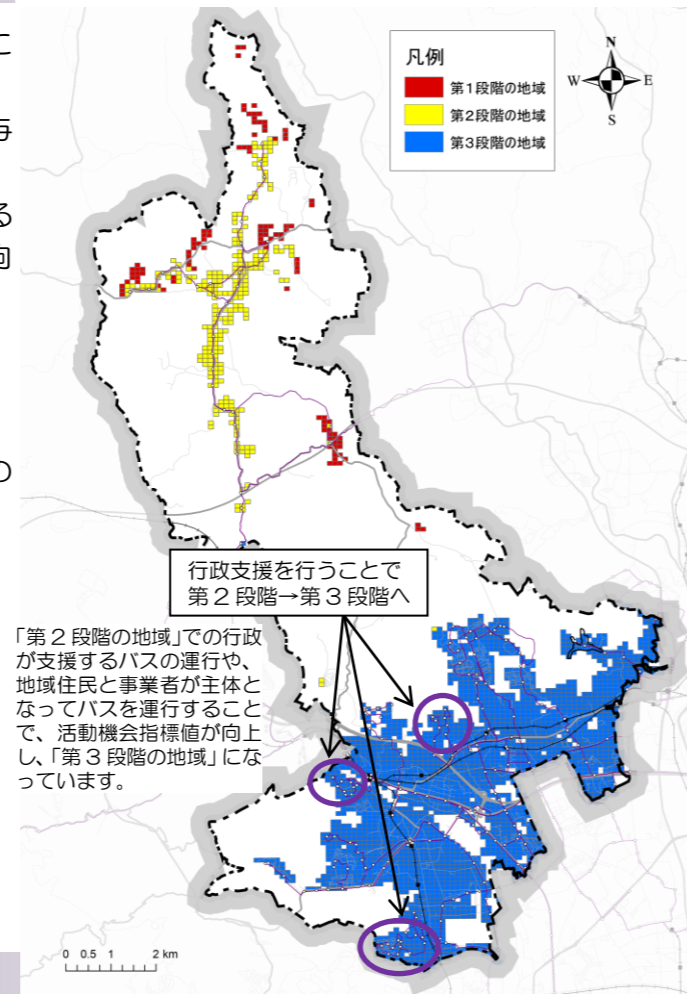 に
毎
る
向
の
凡例
第1段階の地域
第2段階の地域
第3段階の地域
N
W
E
S
行政支援を行うことで
第２段階→第３段階へ
「第２段階の地域」での行政
が支援するバスの運行や、
地域住民と事業者が主体と
なってバスを運行すること
で、活動機会指標値が向上
し、「第３段階の地域」にな
っています。
0 0.5 1 2 km